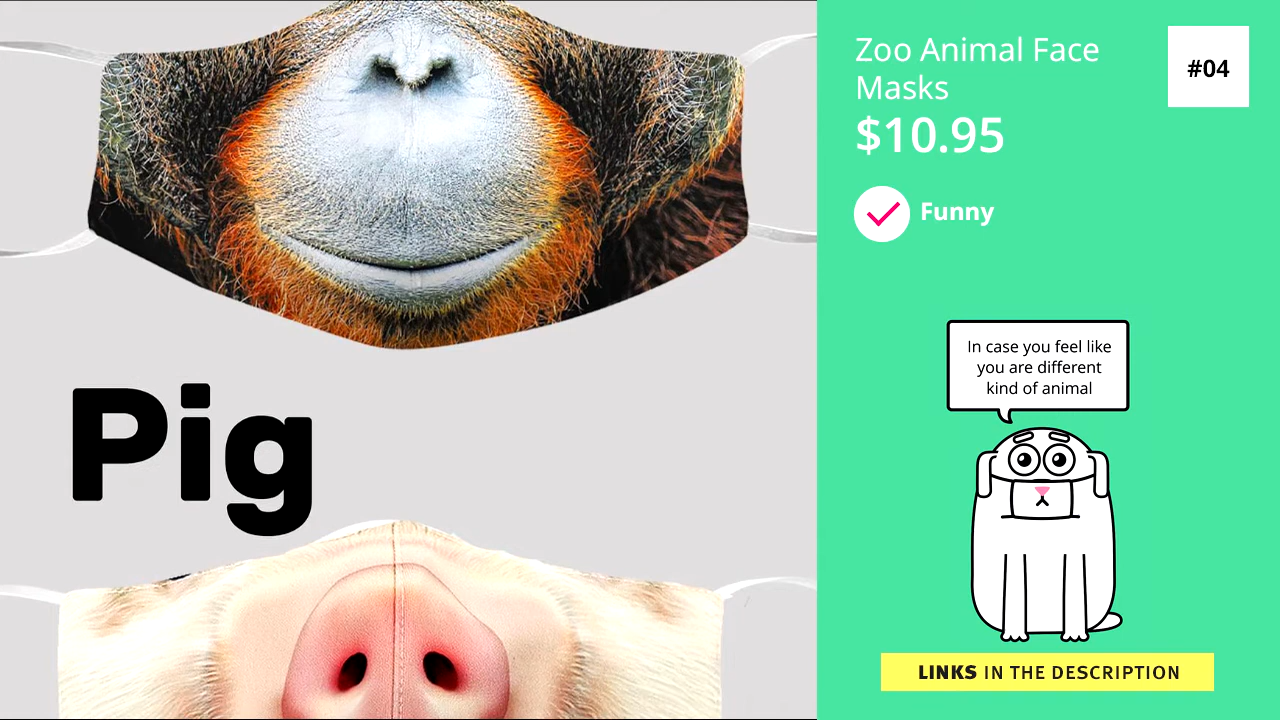 Pig
Zoo Animal Face
Masks
$10.95
#04
Funny
In case you feel like
you are different
kind of animal
LINKS IN THE DESCRIPTION